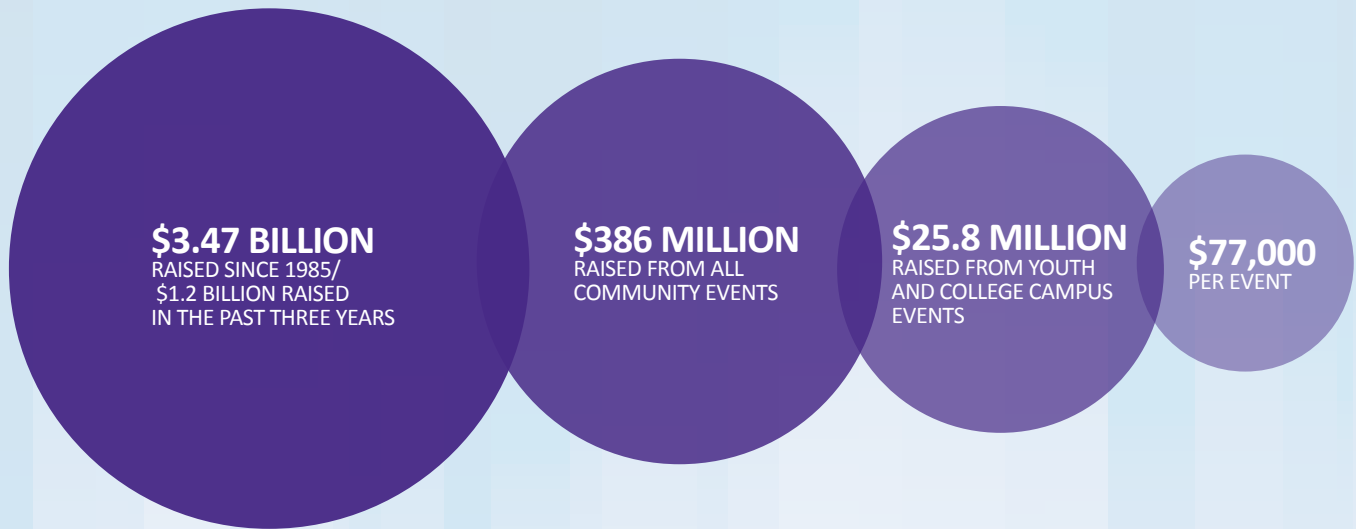 $3.47 BILLION
RAISED SINCE 1985/
$1.2 BILLION RAISED
IN THE PAST THREE YEARS
$386 MILLION
RAISED FROM ALL
COMMUNITY EVENTS
$25.8 MILLION
RAISED FROM YOUTH
AND COLLEGE CAMPUS
EVENTS
$77,000
PER EVENT